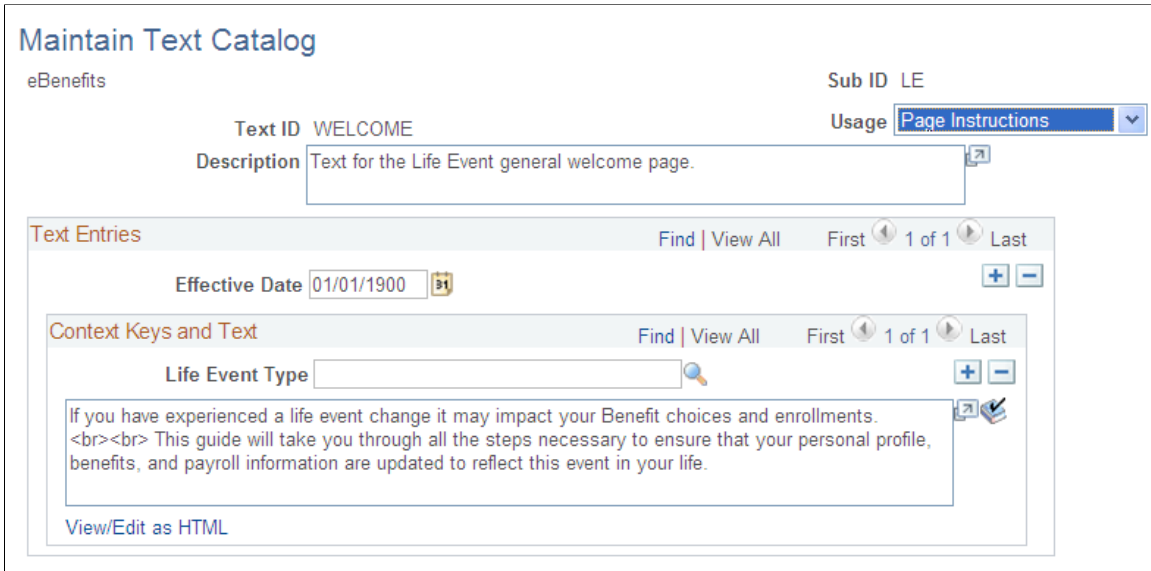 Maintain Text Catalog
eBenefits Sub ID LE
Text ID WELCOME Usage Page Instructions
Description Text for the Life Event general welcome page.
Text Entries Find | View All First 1 of 1 Last
Effective Date 01/01/1900 31
Context Keys and Text Find | View All First 1 of 1 Last
Life Event Type
If you have experienced a life event change it may impact your Benefit choices and enrollments.
<br><br> This guide will take you through all the steps necessary to ensure that your personal profile,
benefits, and payroll information are updated to reflect this event in your life.
View/Edit as HTML